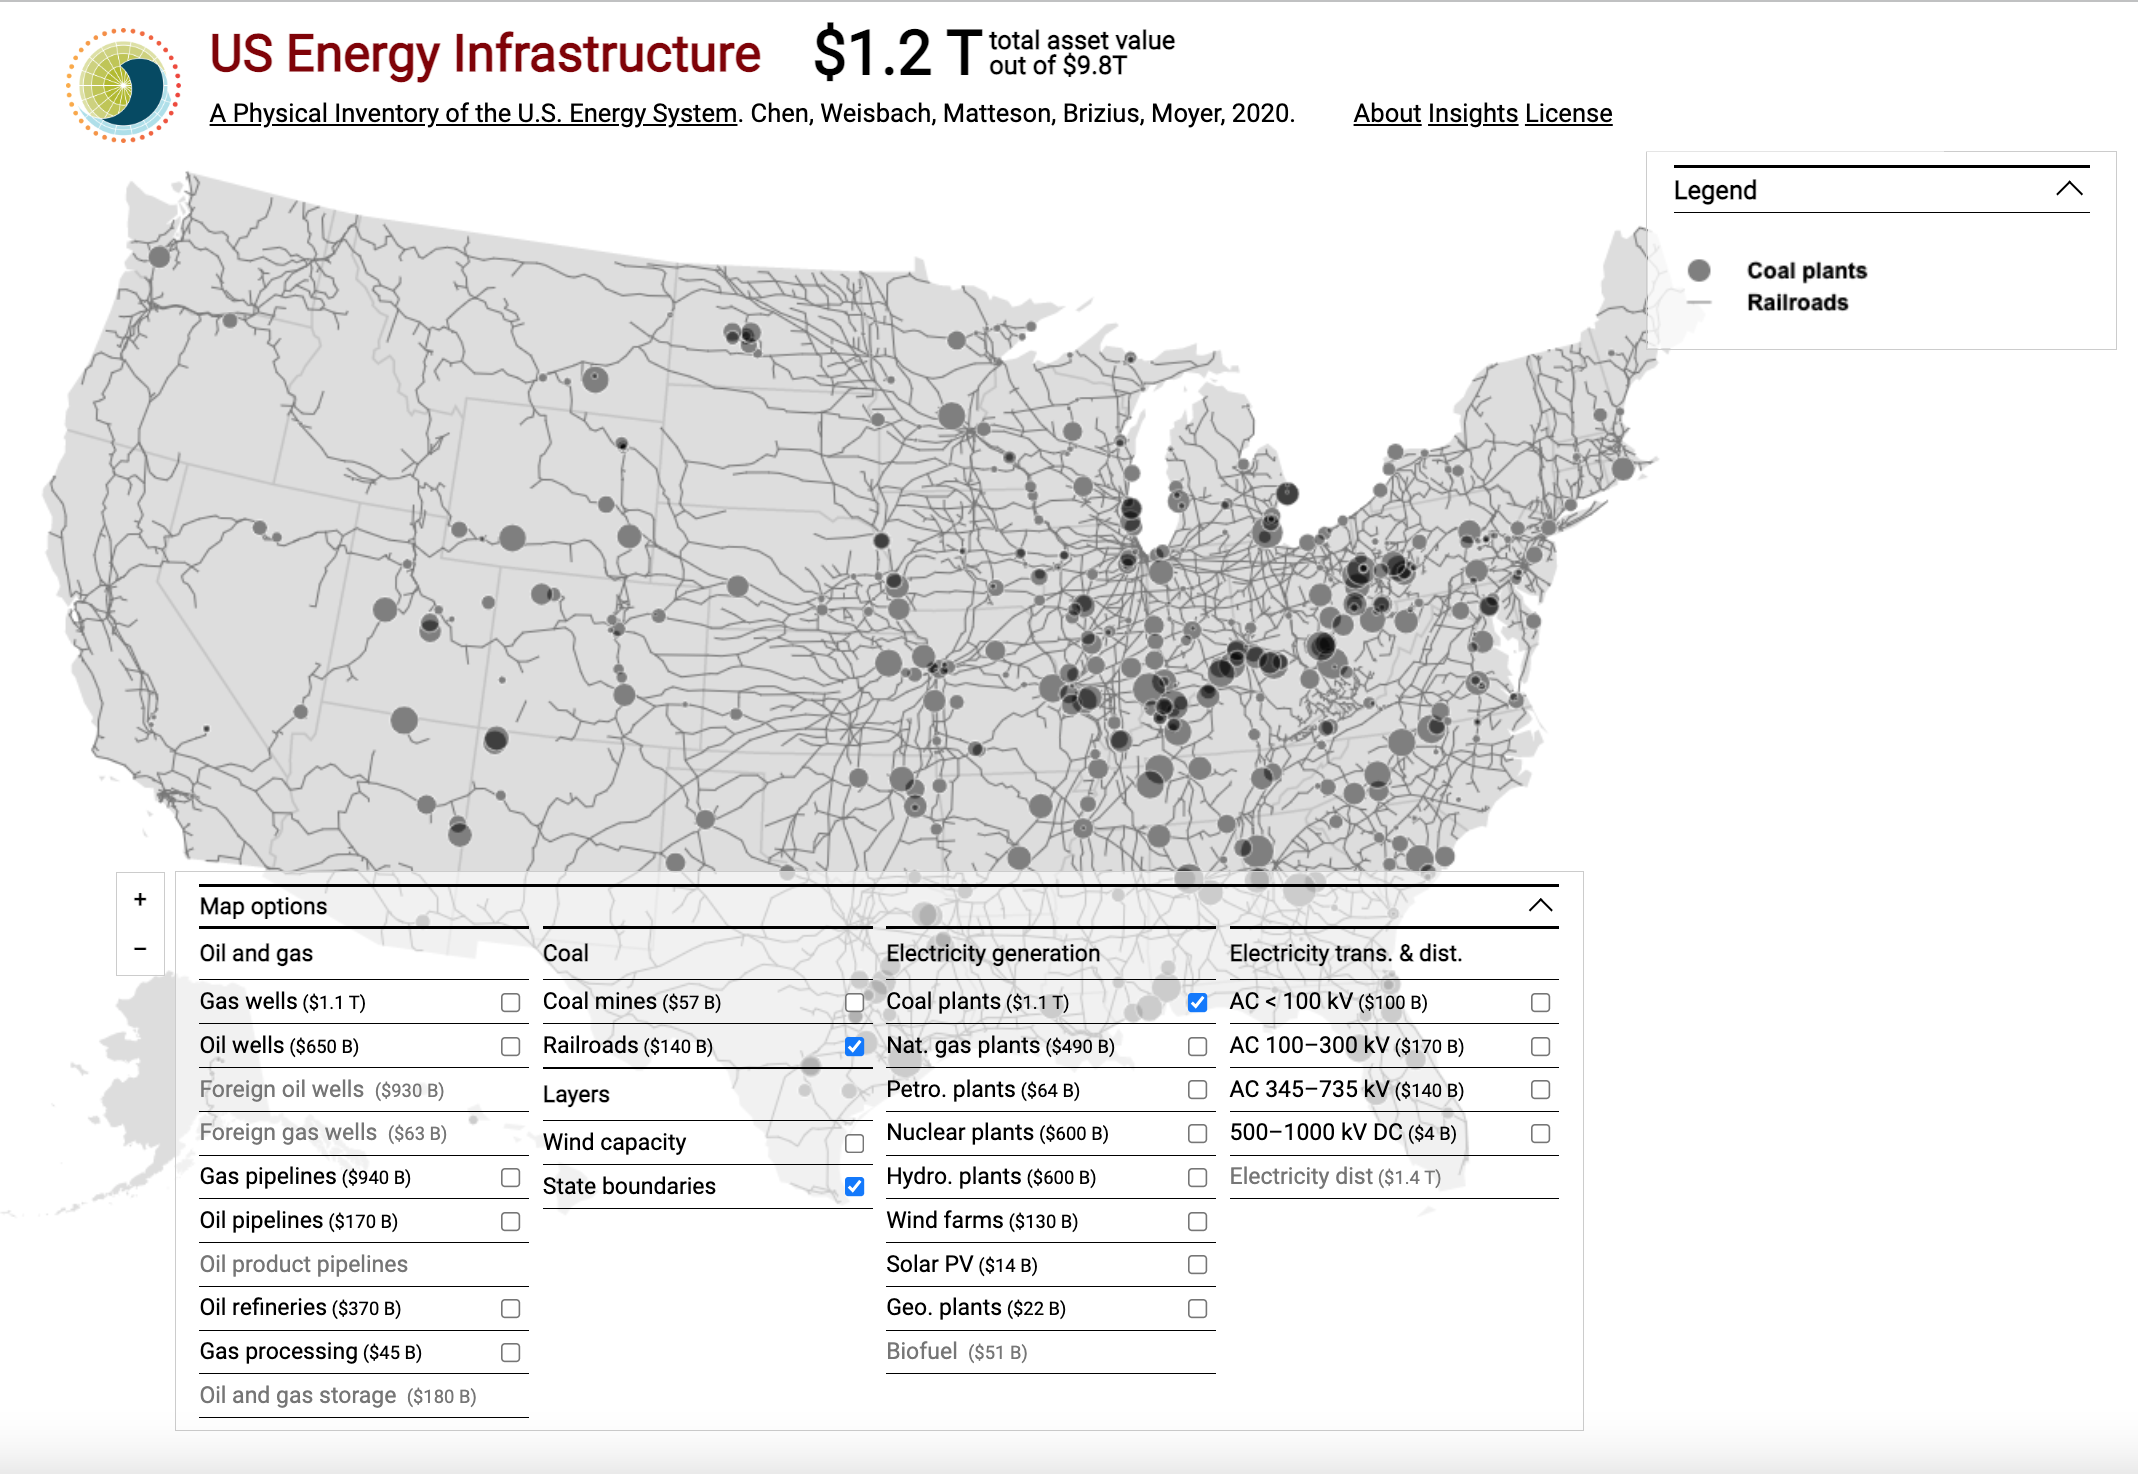 US Energy Infrastructure
$1.2 T total asset value
out of $9.8T
A Physical Inventory of the U.S. Energy System. Chen, Weisbach, Matteson, Brizius, Moyer, 2020.
About Insights License
Legend
Coal plants
Railroads
+
−
Map options
Oil and gas
Gas wells ($1.1 T)
Oil wells ($650 B)
Foreign oil wells ($930 B)
Foreign gas wells ($63 B)
Gas pipelines ($940 B)
Oil pipelines ($170 B)
Oil product pipelines
Oil refineries ($370 B)
Gas processing ($45 B)
Oil and gas storage ($180 B)
Coal
Coal mines ($57 B)
Railroads ($140 B)
Layers
Wind capacity
State boundaries
Electricity generation
Coal plants ($1.1 T)
Nat. gas plants ($490 B)
Petro. plants ($64 B)
Nuclear plants ($600 B)
Hydro. plants ($600 B)
Wind farms ($130 B)
Solar PV ($14 B)
Geo. plants ($22 B)
Biofuel ($51 B)
Electricity trans. & dist.
AC < 100 kV ($100 B)
AC 100–300 kV ($170 B)
AC 345–735 kV ($140 B)
500–1000 kV DC ($4 B)
Electricity dist ($1.4 T)